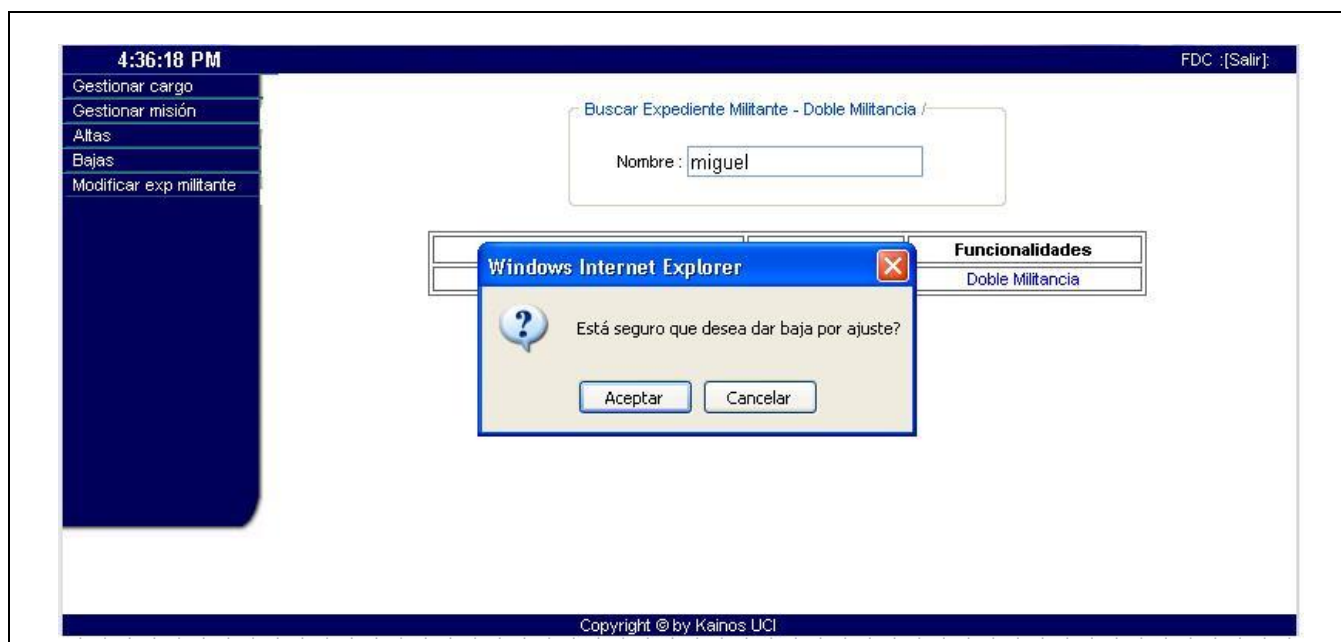 4:36:18 PM
FDC :[Salir]:
Gestionar cargo
Gestionar misión
Altas
Bajas
Modificar exp militante
Buscar Expediente Militante - Doble Militancia /
Nombre : miguel
Funcionalidades
Doble Militancia
Windows Internet Explorer
Está seguro que desea dar baja por ajuste?
Aceptar Cancelar
Copyright © by Kainos UCI